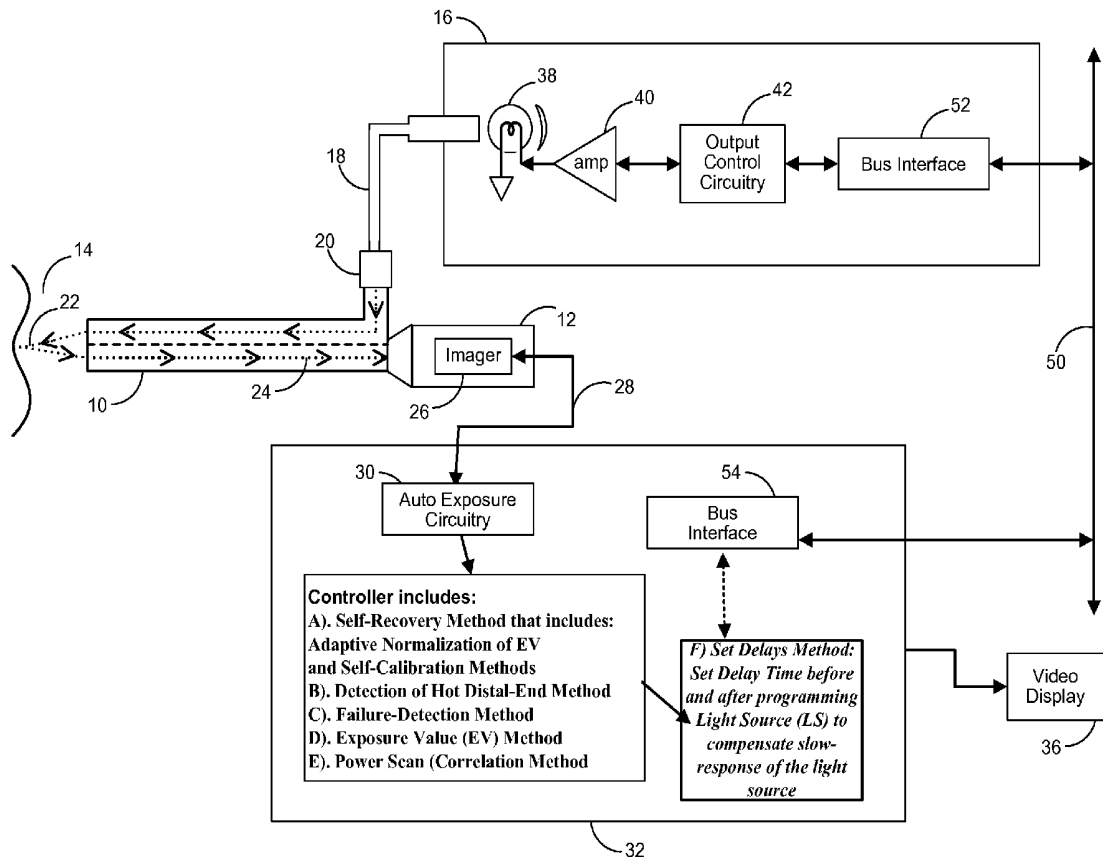 16
38
40
42
52
18
amp
Output
Control
Circuitry
Bus Interface
14
20
22
12
Imager
50
10
24
26
28
30
54
Auto Exposure
Circuitry
Bus
Interface
Controller includes:
A). Self-Recovery Method that includes:
Adaptive Normalization of EV
and Self-Calibration Methods
B). Detection of Hot Distal-End Method
C). Failure-Detection Method
D). Exposure Value (EV) Method
E). Power Scan (Correlation Method
F) Set Delays Method:
Set Delay Time before
and after programming
Light Source (LS) to
compensate slow-
response of the light
source
Video
Display
36
32